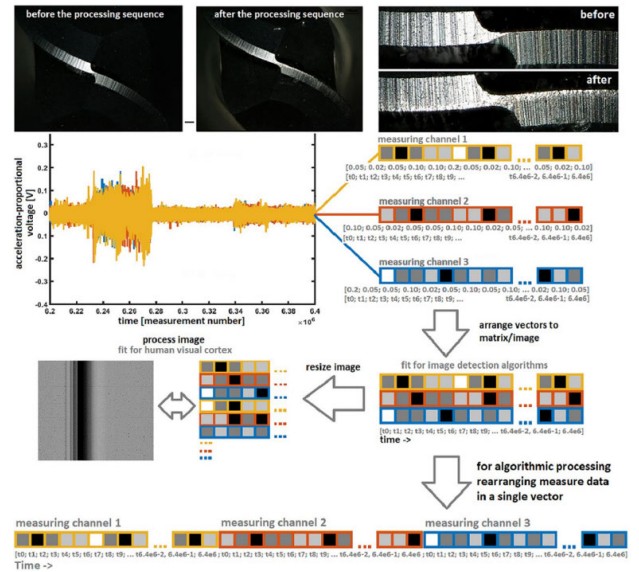 before the processing sequence
after the processing sequence
before
after
measuring channel 1
[0.05; 0.02; 0.05; 0.10; 0.10; 0.2; 0.05; 0.02; 0.10; ... 0.05; 0.02; 0.10]
[t0; t1; t2; t3; t4; t5; t6; t7; t8; t9; ... t6.4e6-2, 6.4e6-1; 6.4e6]
measuring channel 2
[0.10; 0.05; 0.02; 0.05; 0.05; 0.10; 0.10; 0.02; 0.05; ... 0.10; 0.10; 0.02]
[t0; t1; t2; t3; t4; t5; t6; t7; t8; t9; ... t6.4e6-2, 6.4e6-1; 6.4e6]
measuring channel 3
[0.2; 0.05; 0.05; 0.10; 0.02; 0.05; 0.10; 0.05; 0.10; ... 0.02; 0.10; 0.05]
[t0; t1; t2; t3; t4; t5; t6; t7; t8; t9; ... t6.4e6-2, 6.4e6-1; 6.4e6]
acceleration-proportional
voltage [V]
0.3
0.2
0.1
0
-0.1
-0.2
-0.3
-0.4
6.2 6.22 6.24 6.26 6.28 6.30 6.32 6.34 6.36 6.38 6.4
×10⁶
time [measurement number]
arrange vectors to
matrix/image
process image
fit for human visual cortex
resize image
fit for image detection algorithms
[t0; t1; t2; t3; t4; t5; t6; t7; t8; t9; ... t6.4e6-2, 6.4e6-1; 6.4e6]
time ->
for algorithmic processing
rearranging measure data
in a single vector
measuring channel 1 measuring channel 2 measuring channel 3
[t0; t1; t2; t3; t4; t5; t6; t7; t8; t9; ... t6.4e6-2, 6.4e6-1; 6.4e6; t0; t1; t2; t3; t4; t5; t6; t7; t8; t9; ... t6.4e6-2, 6.4e6-1; 6.4e6; t0; t1; t2; t3; t4; t5; t6; t7; t8; t9; ... t6.4e6-2, 6.4e6-1; 6.4e6]
Time ->